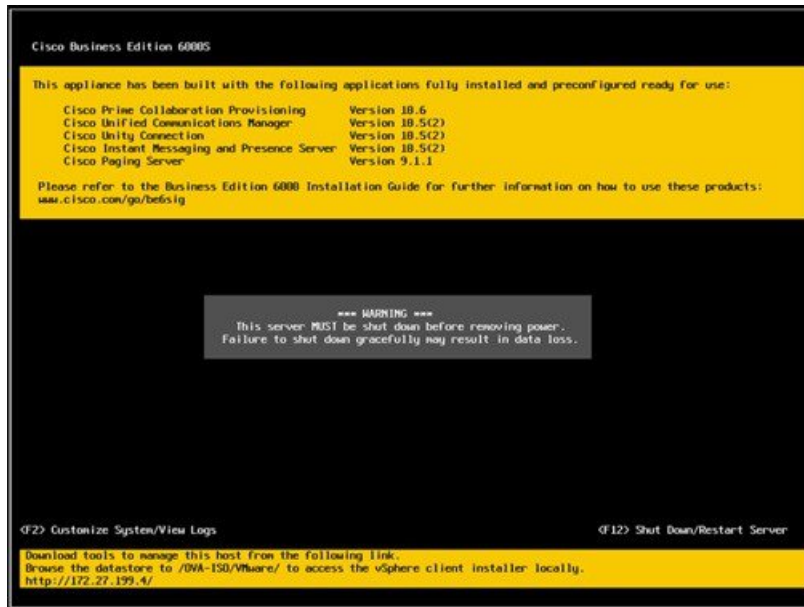 Cisco Business Edition 6000S
This appliance has been built with the following applications fully installed and preconfigured ready for use:
Cisco Prime Collaboration Provisioning Version 10.6
Cisco Unified Communications Manager Version 10.5(2)
Cisco Unity Connection Version 10.5(2)
Cisco Instant Messaging and Presence Server Version 10.5(2)
Cisco Paging Server Version 9.1.1
Please refer to the Business Edition 6000 Installation Guide for further information on how to use these products:
www.cisco.com/go/be6sig
=== WARNING ===
This server MUST be shut down before removing power.
Failure to shut down gracefully may result in data loss.
<F2> Customize System/View Logs <F12> Shut Down/Restart Server
Download tools to manage this host from the following link.
Browse the datastore to /OVA-ISO/VMware/ to access the vSphere client installer locally.
http://172.27.199.4/